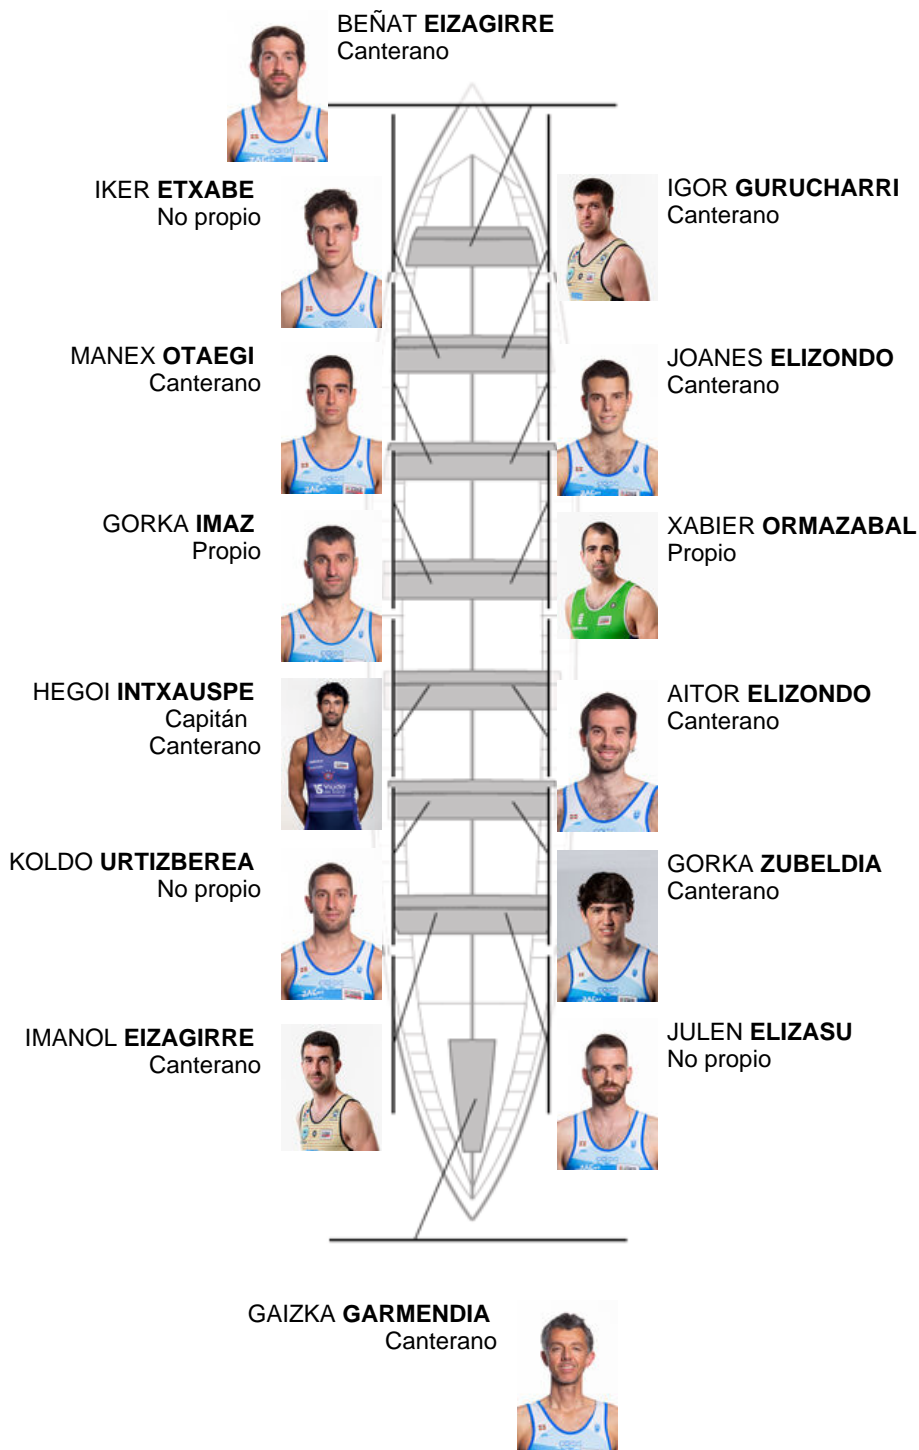 BEÑAT EIZAGIRRE
Canterano
IKER ETXABE
No propio
IGOR GURUCHARRI
Canterano
MANEX OTAEGI
Canterano
JOANES ELIZONDO
Canterano
GORKA IMAZ
Propio
XABIER ORMAZABAL
Propio
HEGOI INTXAUSPE
Capitán
Canterano
AITOR ELIZONDO
Canterano
KOLDO URTIZBEREA
No propio
GORKA ZUBELDIA
Canterano
IMANOL EIZAGIRRE
Canterano
JULEN ELIZASU
No propio
GAIZKA GARMENDIA
Canterano